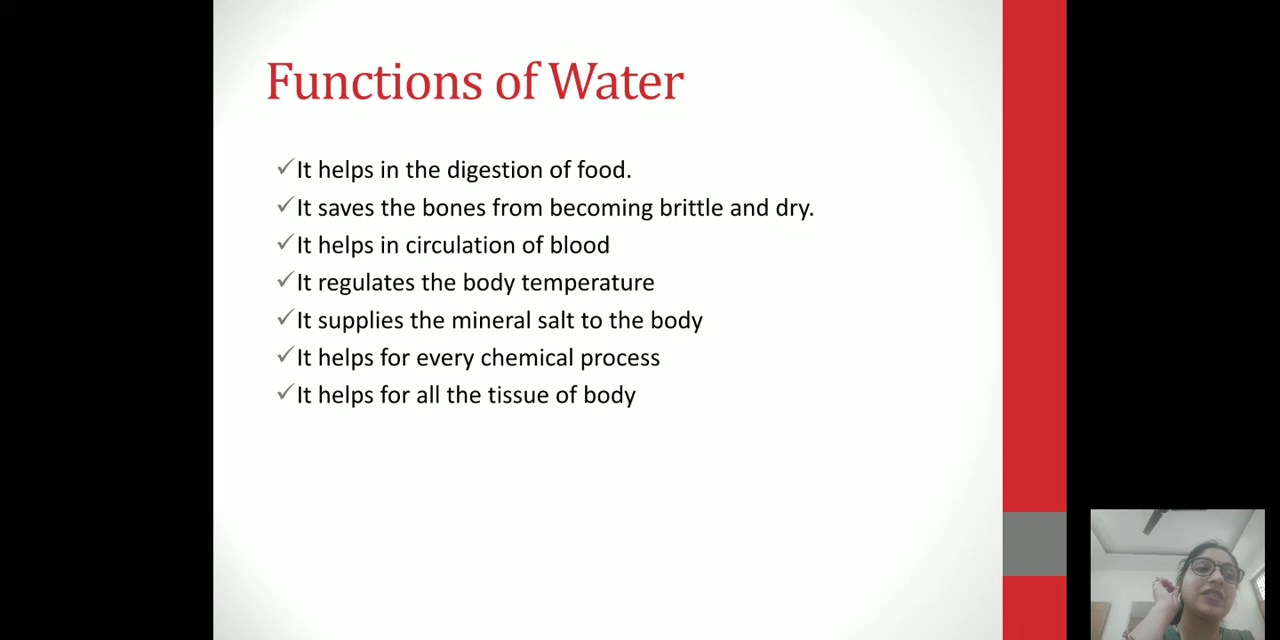 Functions of Water
✓It helps in the digestion of food.
✓It saves the bones from becoming brittle and dry.
✓It helps in circulation of blood
✓It regulates the body temperature
✓It supplies the mineral salt to the body
✓It helps for every chemical process
✓It helps for all the tissue of body